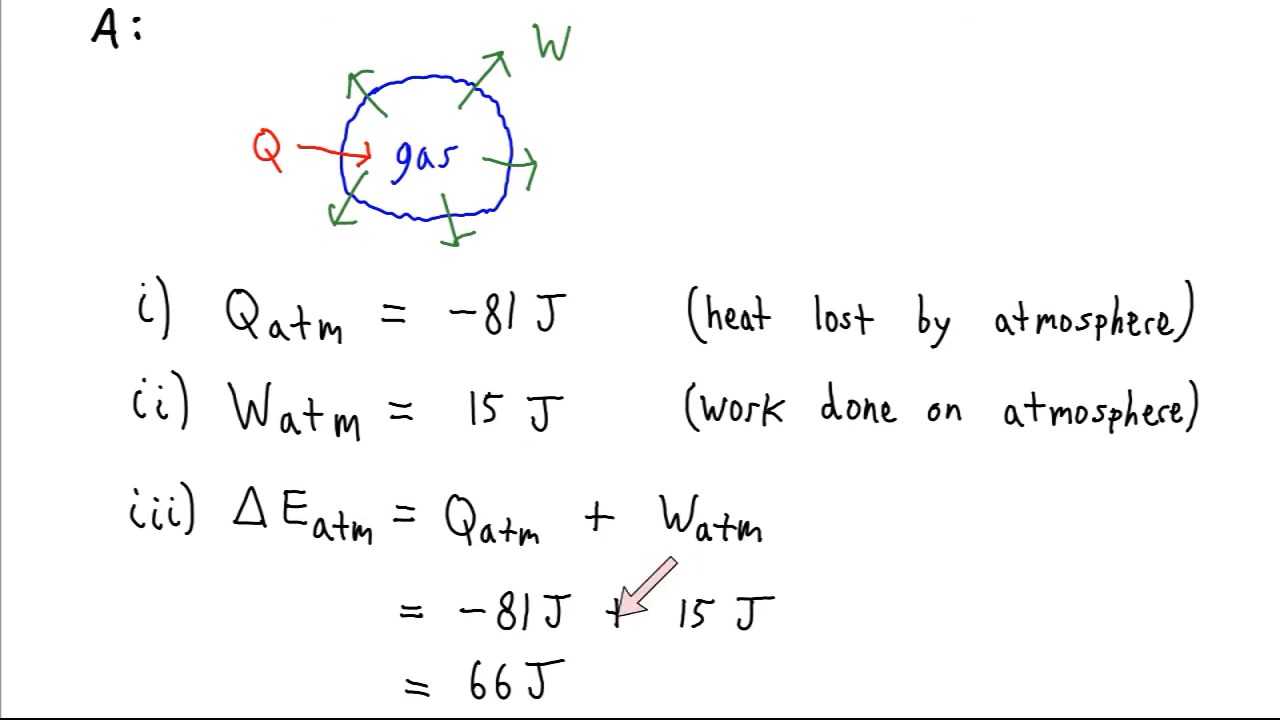 A:
W
Q gas
i) Qatm = -81 J (heat lost by atmosphere)
ii) Watm = 15 J (work done on atmosphere)
iii) ΔEatm = Qatm + Watm
= -81 J + 15 J
= 66 J